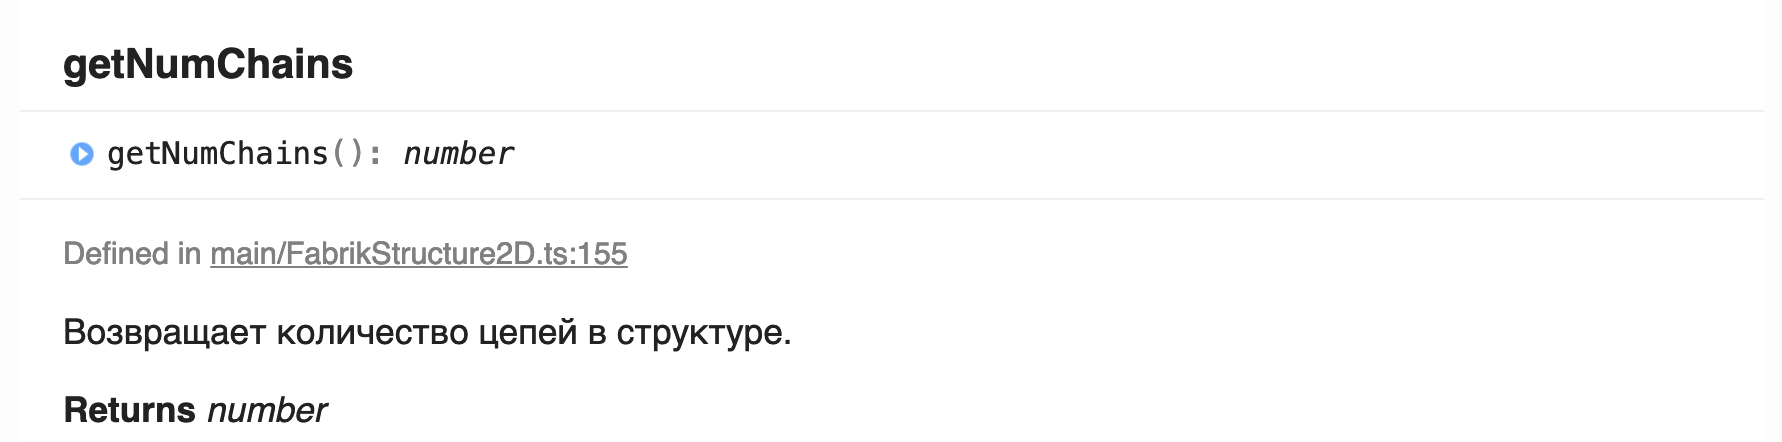 getNumChains
getNumChains(): number
Defined in main/FabrikStructure2D.ts:155
Возвращает количество цепей в структуре.
Returns number